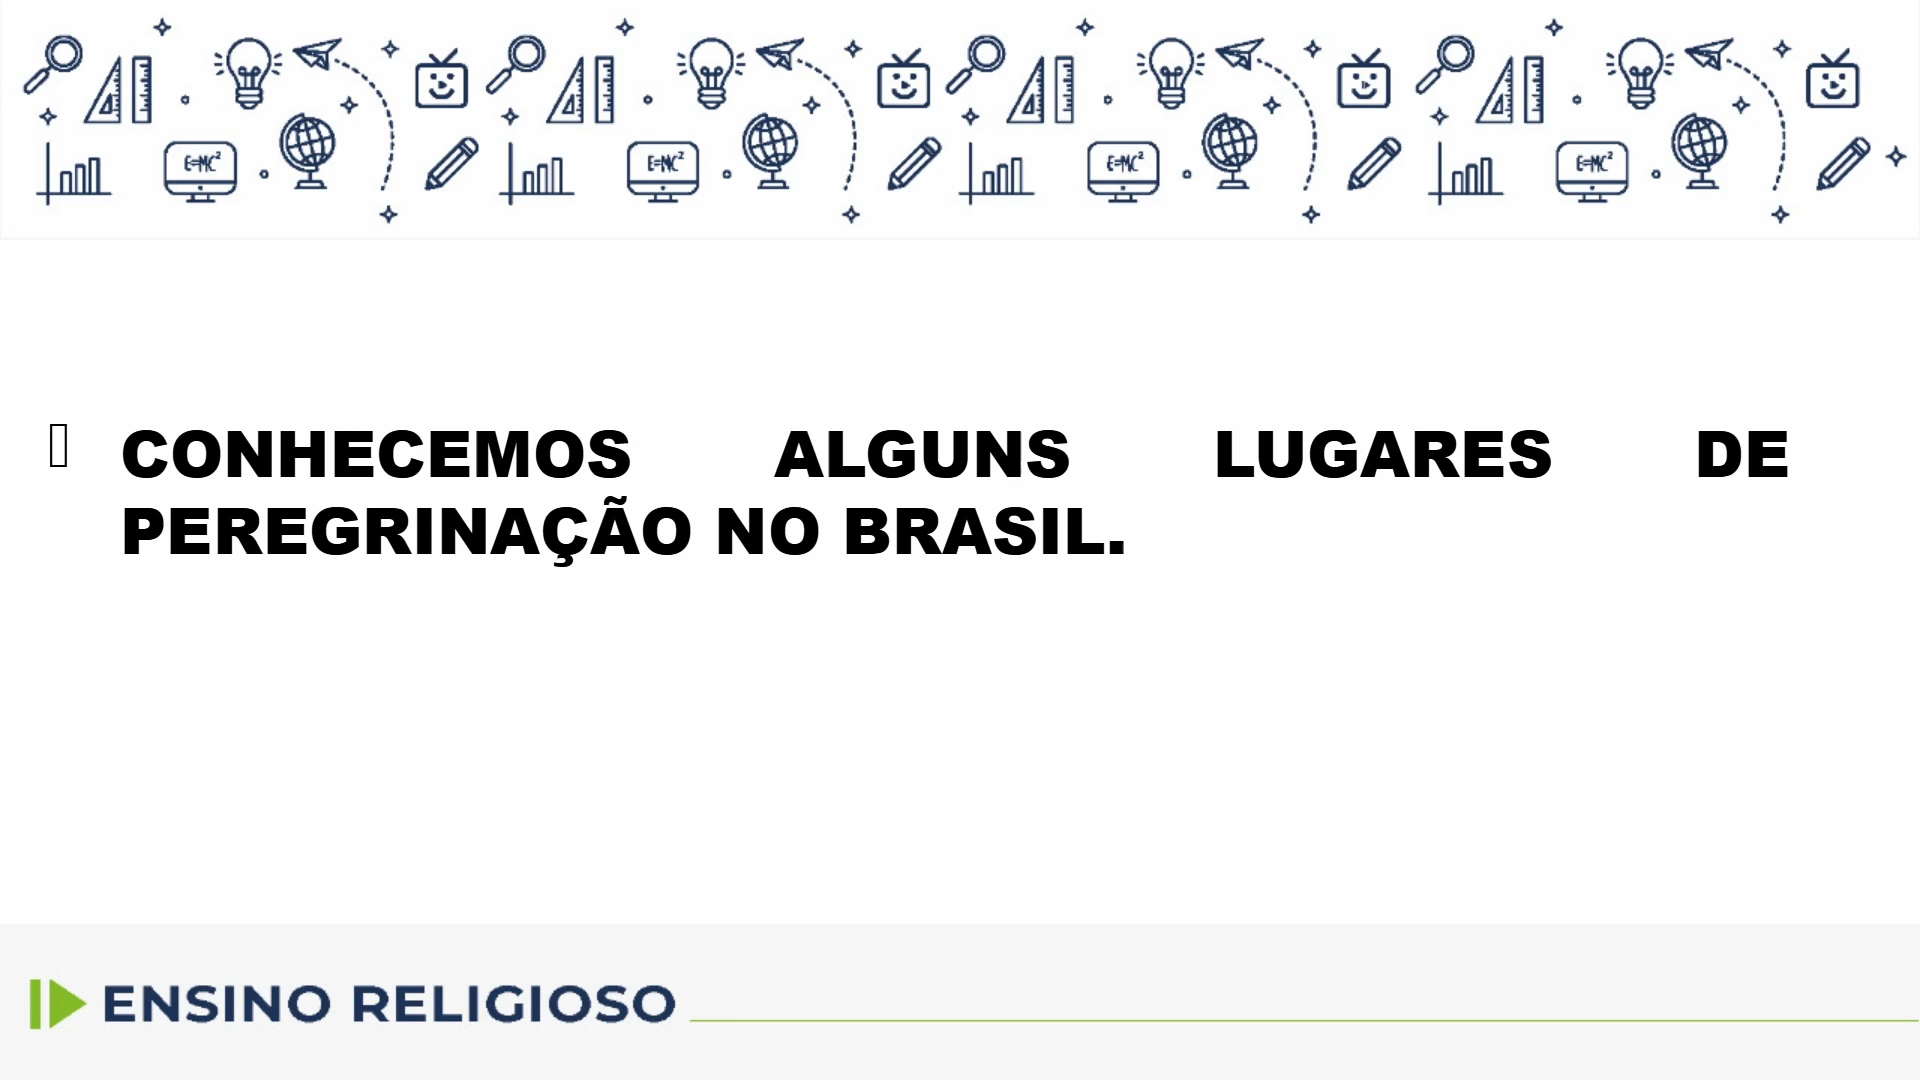 E=MC² E=MC² E=MC² E=MC²
CONHECEMOS ALGUNS LUGARES DE
PEREGRINAÇÃO NO BRASIL.
ENSINO RELIGIOSO